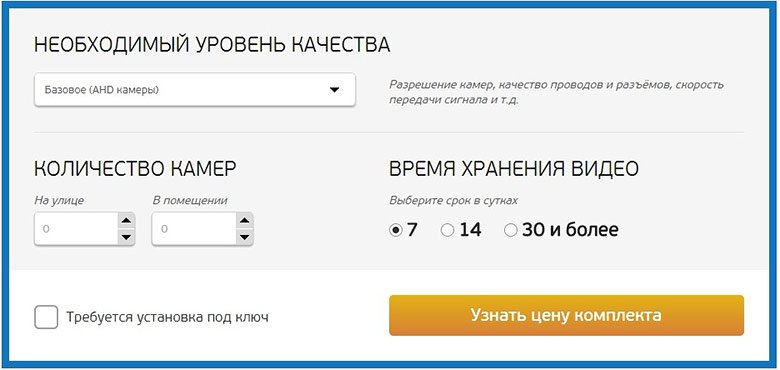 НЕОБХОДИМЫЙ УРОВЕНЬ КАЧЕСТВА
Базовое (AHD камеры)
Разрешение камер, качество проводов и разъёмов, скорость
передачи сигнала и т.д.
КОЛИЧЕСТВО КАМЕР
На улице
В помещении
0
0
ВРЕМЯ ХРАНЕНИЯ ВИДЕО
Выберите срок в сутках
7
14
30 и более
Требуется установка под ключ
Узнать цену комплекта